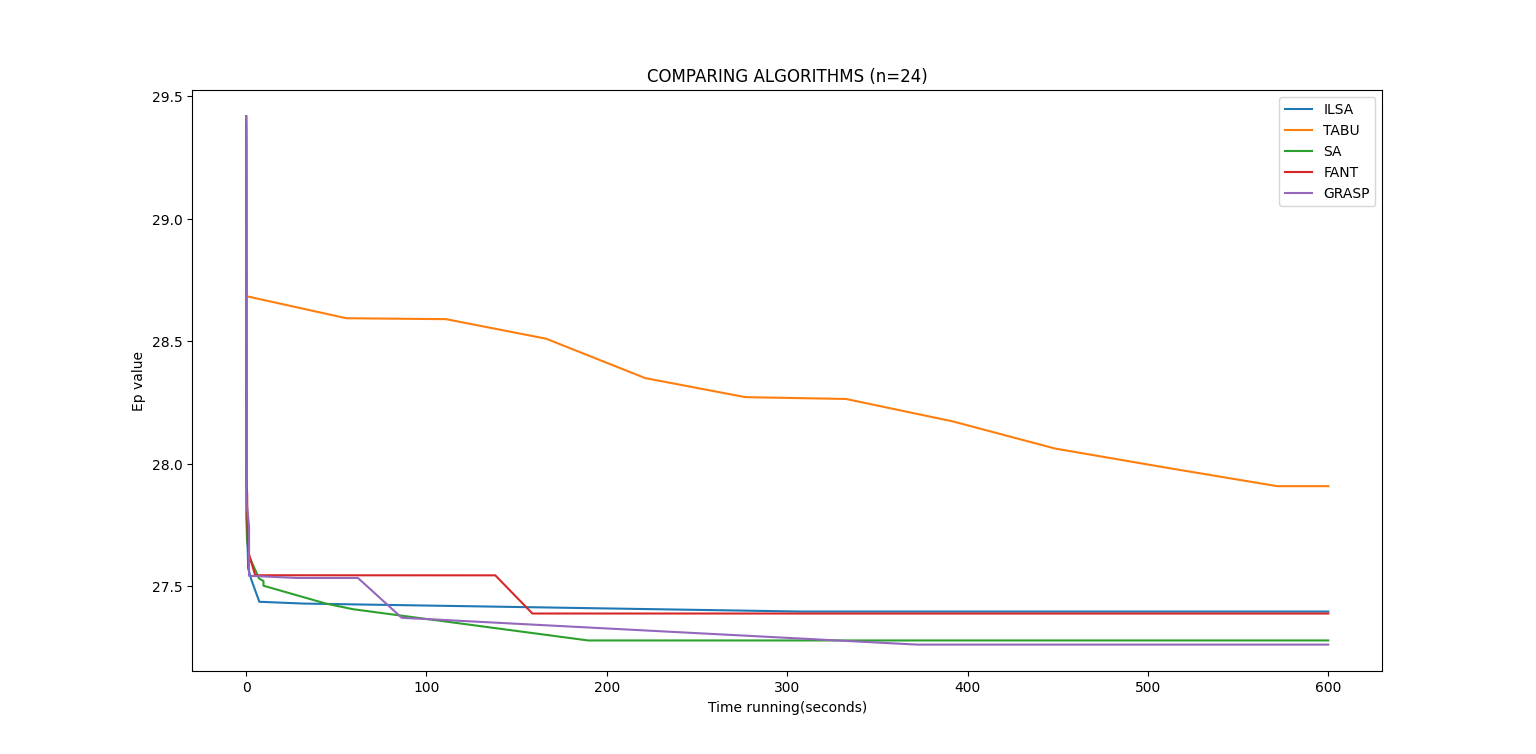 COMPARING ALGORITHMS (n=24)
29.5
29.0
28.5
28.0
27.5
Ep value
ILSA
TABU
SA
FANT
GRASP
0 100 200 300 400 500 600
Time running(seconds)